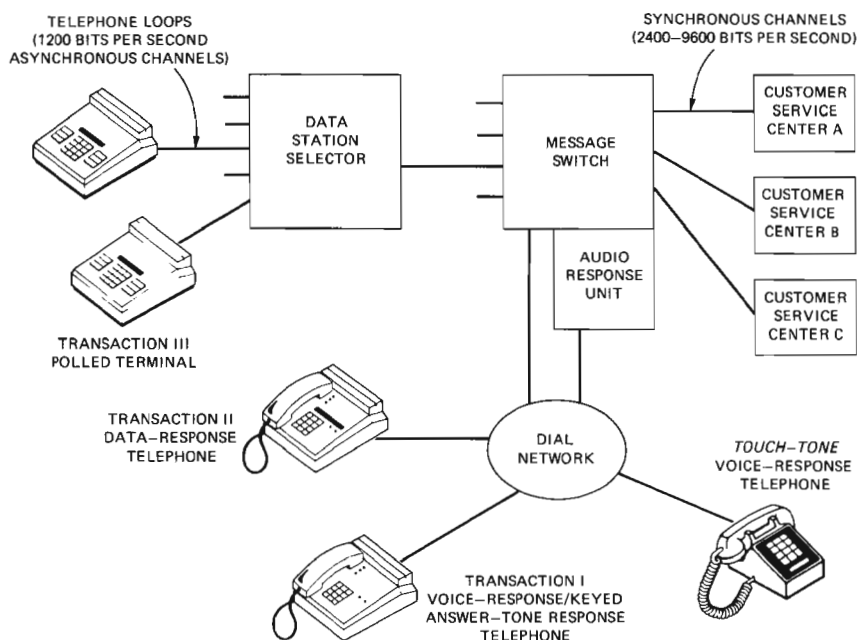 TELEPHONE LOOPS
(1200 BITS PER SECOND
ASYNCHRONOUS CHANNELS)
SYNCHRONOUS CHANNELS
(2400–9600 BITS PER SECOND)
DATA
STATION
SELECTOR
MESSAGE
SWITCH
CUSTOMER
SERVICE
CENTER A
CUSTOMER
SERVICE
CENTER B
AUDIO
RESPONSE
UNIT
CUSTOMER
SERVICE
CENTER C
TRANSACTION III
POLLED TERMINAL
TRANSACTION II
DATA–RESPONSE
TELEPHONE
DIAL
NETWORK
TOUCH–TONE
VOICE–RESPONSE
TELEPHONE
TRANSACTION I
VOICE–RESPONSE/KEYED
ANSWER–TONE RESPONSE
TELEPHONE